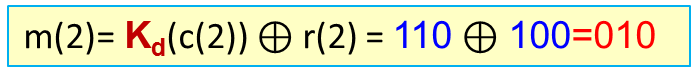 m(2)= Kd(c(2)) ⊕ r(2) = 110 ⊕ 100=010